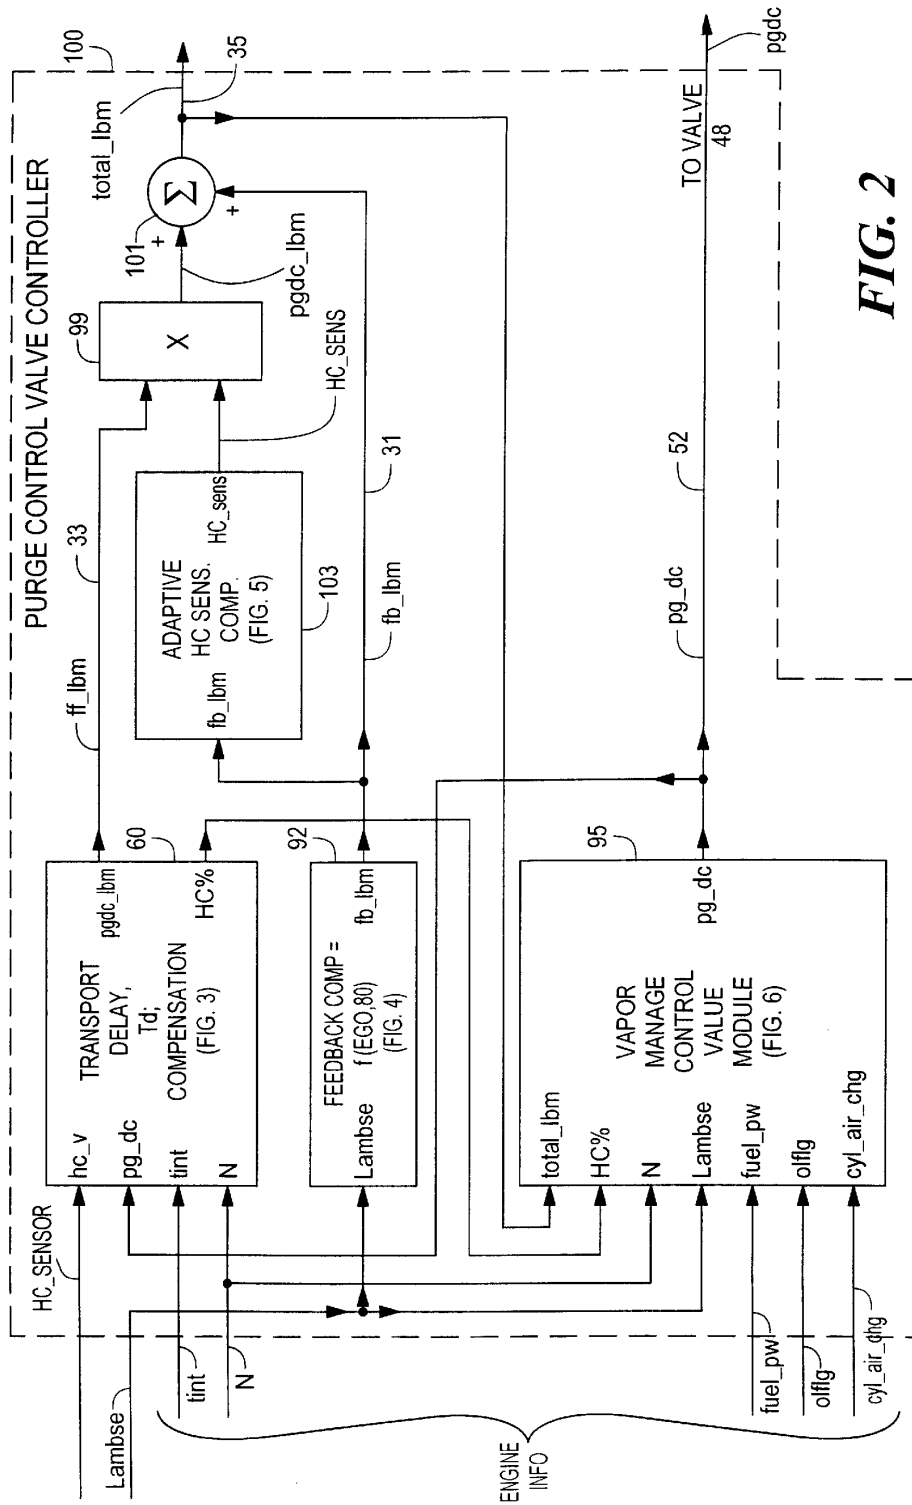 PURGE CONTROL VALVE CONTROLLER
100
HC_SENSOR
Lambse
tint
N
ENGINE
INFO
fuel_pw
olflg
cyl_air_chg
hc_v
pg_dc
tint
N
TRANSPORT
DELAY,
Td;
COMPENSATION
(FIG. 3)
pgdc_lbm
HC%
60
ff_lbm
33
Lambse
FEEDBACK COMP =
f (EGO,80)
(FIG. 4)
fb_lbm
92
fb_lbm
ADAPTIVE
HC SENS.
COMP.
(FIG. 5)
HC_sens
103
fb_lbm
31
HC_SENS
99
X
pgdc_lbm
101
+
+
Σ
total_lbm
35
total_lbm
HC%
N
Lambse
fuel_pw
olflg
cyl_air_chg
VAPOR
MANAGE
CONTROL
VALUE
MODULE
(FIG. 6)
pg_dc
95
pg_dc
52
TO VALVE
48
pgdc
FIG. 2